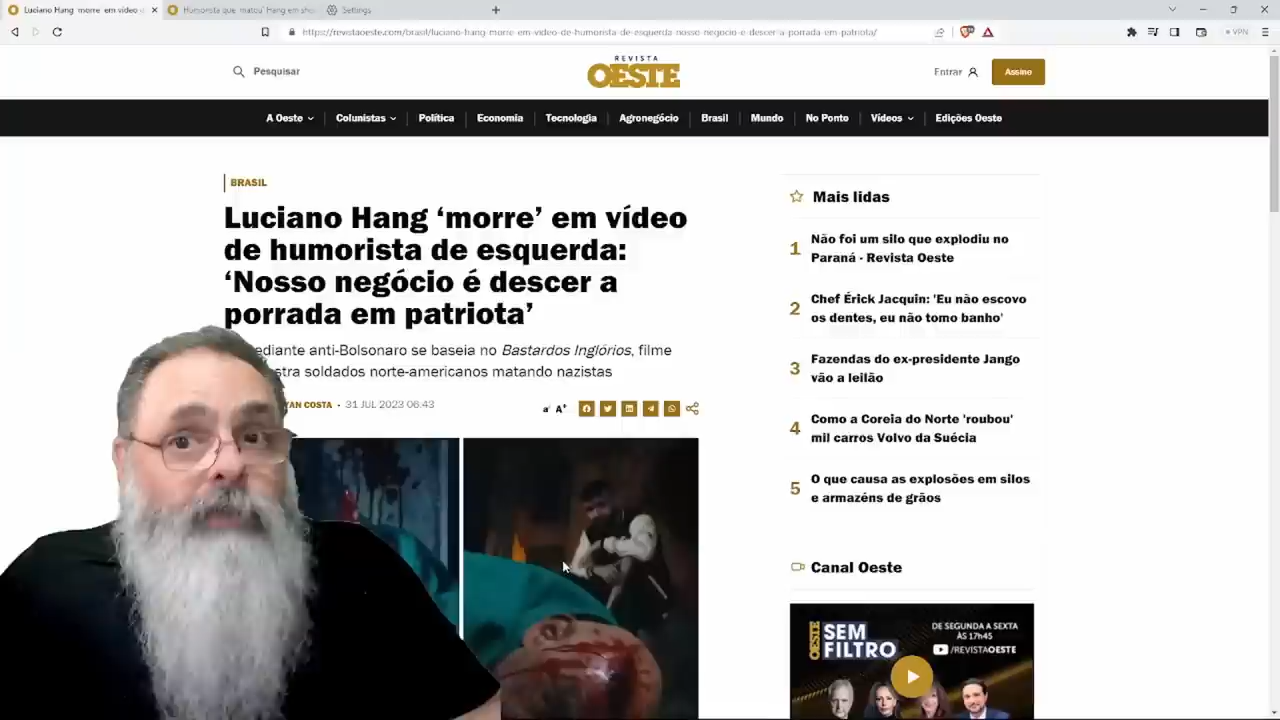 Luciano Hang 'morre' em vídeo d
Humorista que 'matou' Hang em sho
Settings
https://revistaoeste.com/brasil/luciano-hang-morre-em-video-de-humorista-de-esquerda-nosso-negocio-e-descer-a-porrada-em-patriota/
VPN
Pesquisar
REVISTA
OESTE
Entrar
Assine
A Oeste
Colunistas
Política
Economia
Tecnologia
Agronegócio
Brasil
Mundo
No Ponto
Vídeos
Edições Oeste
BRASIL
Luciano Hang ‘morre’ em vídeo
de humorista de esquerda:
‘Nosso negócio é descer a
porrada em patriota’
ediante anti-Bolsonaro se baseia no Bastardos Inglórios, filme
stra soldados norte-americanos matando nazistas
YAN COSTA • 31 JUL 2023 06:43
a- A+
Mais lidas
1 Não foi um silo que explodiu no
Paraná - Revista Oeste
2 Chef Érick Jacquin: 'Eu não escovo
os dentes, eu não tomo banho'
3 Fazendas do ex-presidente Jango
vão a leilão
4 Como a Coreia do Norte 'roubou'
mil carros Volvo da Suécia
5 O que causa as explosões em silos
e armazéns de grãos
Canal Oeste
OESTE
SEM
FILTRO
DE SEGUNDA A SEXTA
ÀS 17h45
/REVISTAOESTE